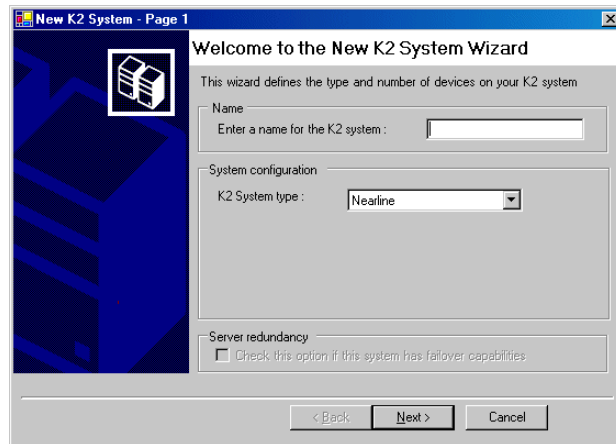 New K2 System - Page 1
Welcome to the New K2 System Wizard
This wizard defines the type and number of devices on your K2 system
Name
Enter a name for the K2 system :
System configuration
K2 System type :
Nearline
Server redundancy
Check this option if this system has failover capabilities
< Back
Next >
Cancel